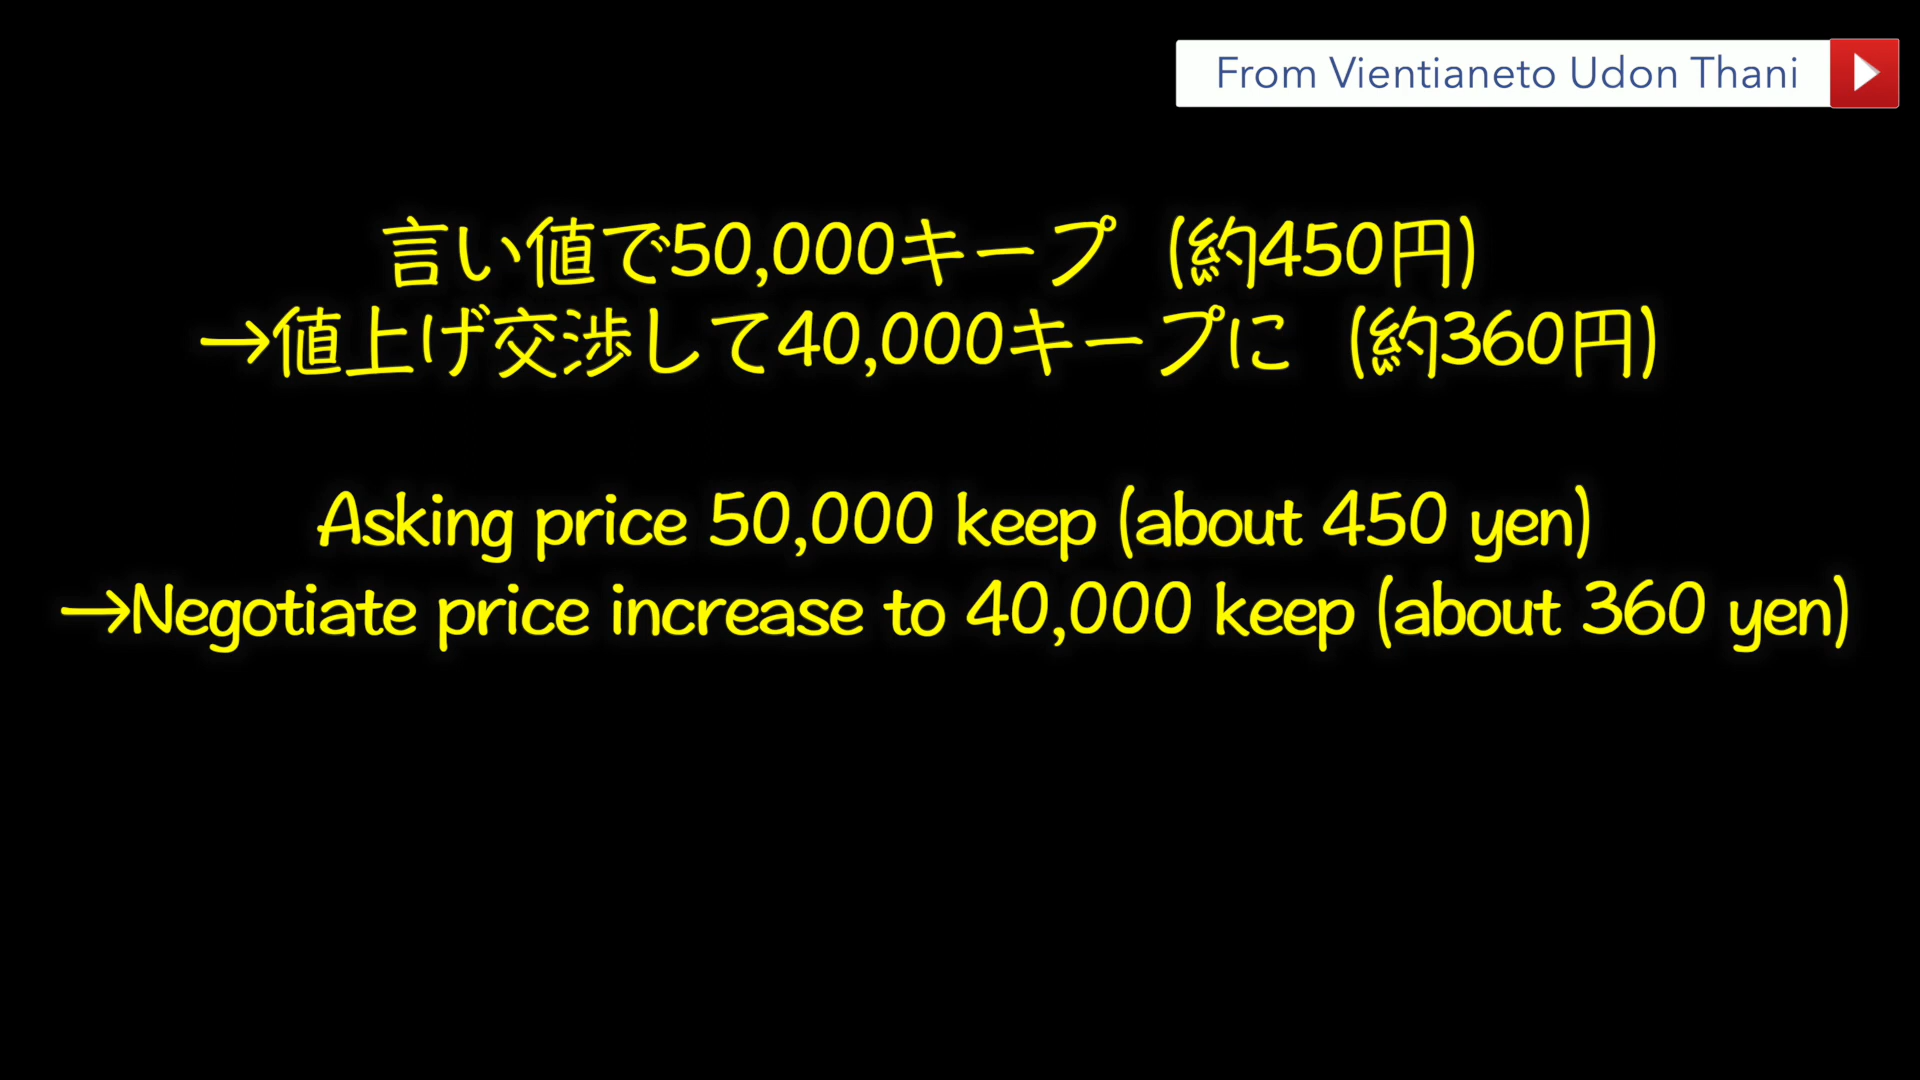 From Vientianeto Udon Thani
言い値で50,000キープ (約450円)
→値上げ交渉して40,000キープに (約360円)
Asking price 50,000 keep (about 450 yen)
→Negotiate price increase to 40,000 keep (about 360 yen)